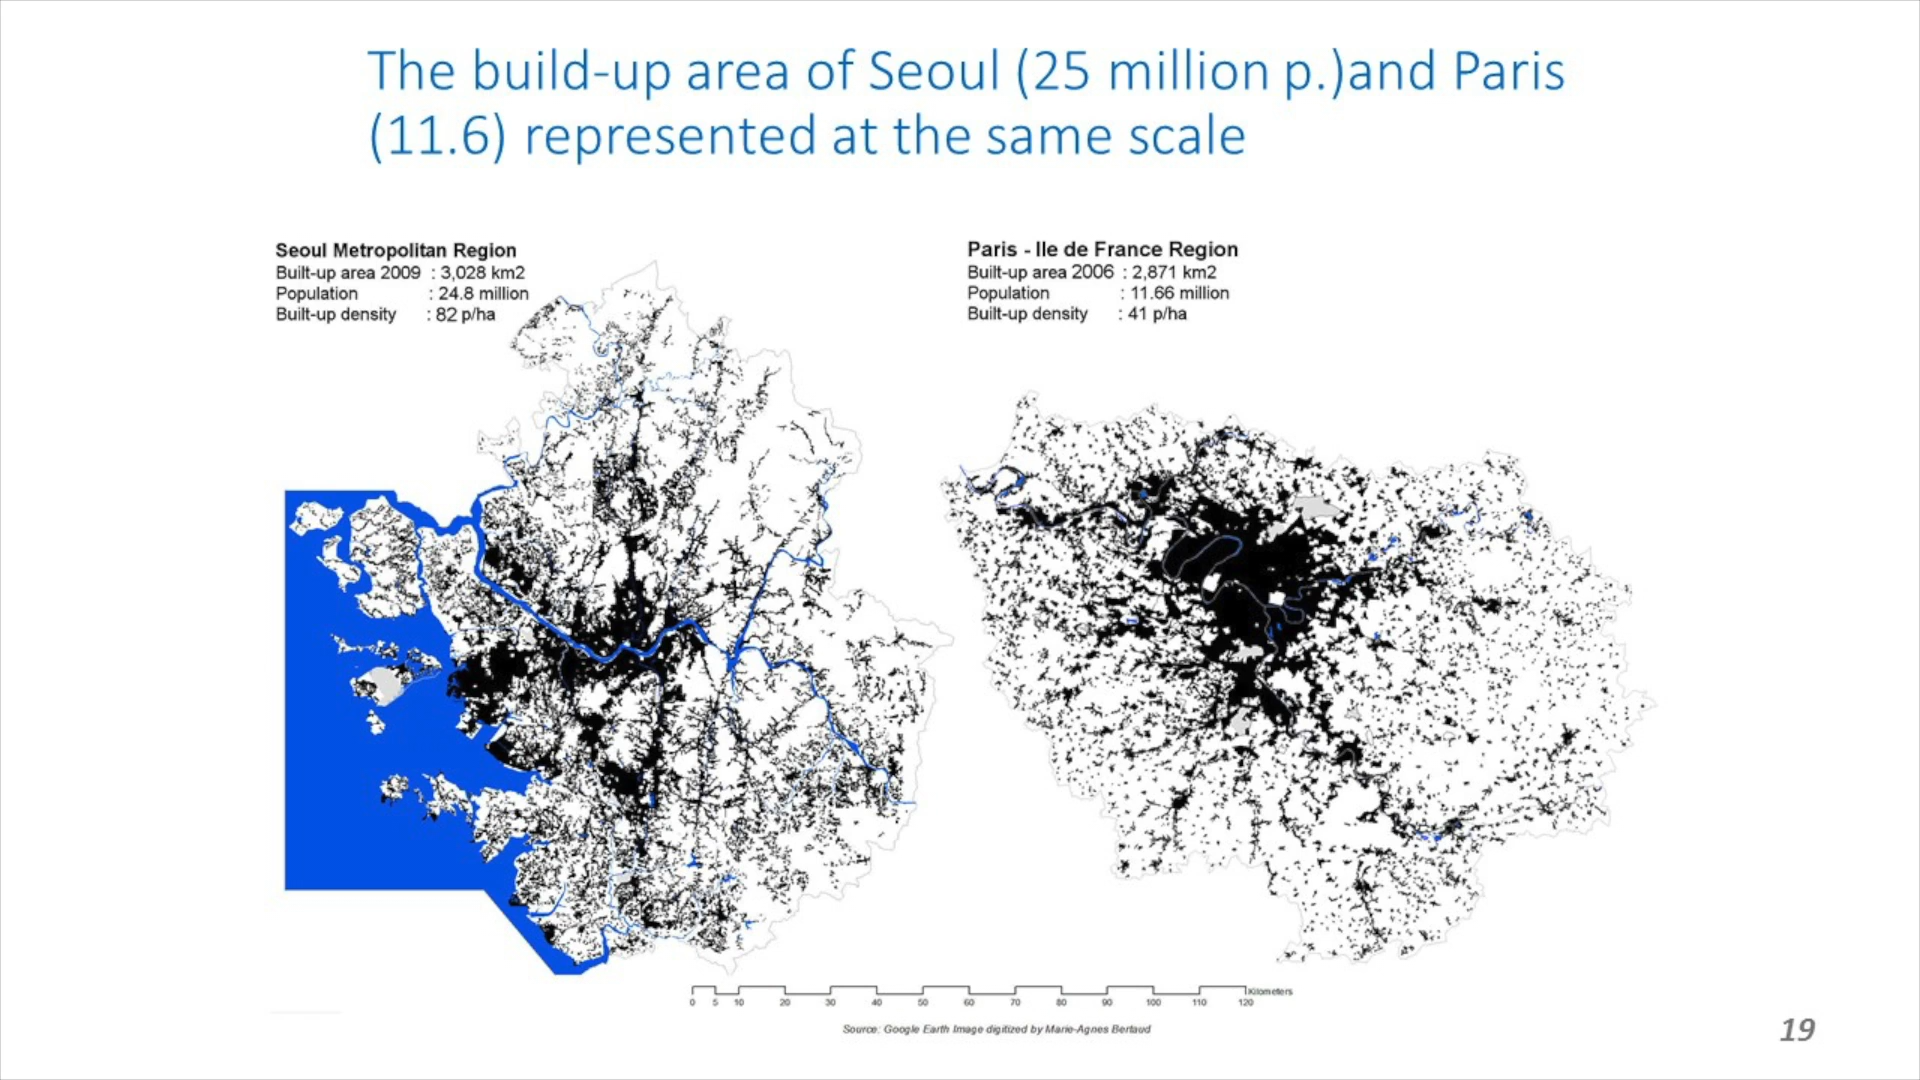 The build-up area of Seoul (25 million p.)and Paris
(11.6) represented at the same scale
Seoul Metropolitan Region
Built-up area 2009 : 3,028 km2
Population : 24.8 million
Built-up density : 82 p/ha
Paris - Ile de France Region
Built-up area 2006 : 2,871 km2
Population : 11.66 million
Built-up density : 41 p/ha
Kilometers
0 5 10 20 30 40 50 60 70 80 90 100 110 120
Source: Google Earth Image digitized by Marie-Agnes Bertaud
19